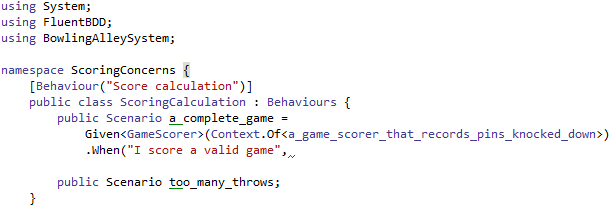 using System;
using FluentBDD;
using BowlingAlleySystem;

namespace ScoringConcerns {
    [Behaviour("Score calculation")]
    public class ScoringCalculation : Behaviours {
        public Scenario a_complete_game =
            Given<GameScorer>(Context.Of<a_game_scorer_that_records_pins_knocked_down>)
            .When("I score a valid game",

        public Scenario too_many_throws;
    }